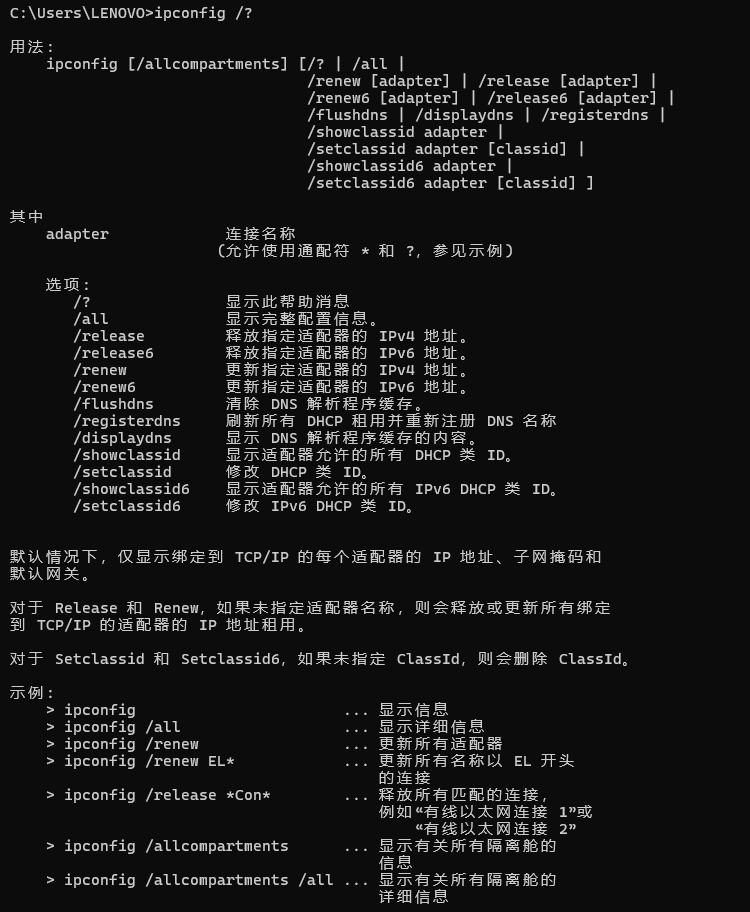 C:\Users\LENOVO>ipconfig /?
用法:
ipconfig [/allcompartments] [/? | /all |
/renew [adapter] | /release [adapter] |
/renew6 [adapter] | /release6 [adapter] |
/flushdns | /displaydns | /registerdns |
/showclassid adapter |
/setclassid adapter [classid] |
/showclassid6 adapter |
/setclassid6 adapter [classid] ]
其中
adapter 连接名称
(允许使用通配符 * 和 ?，参见示例)
选项:
/? 显示此帮助消息
/all 显示完整配置信息。
/release 释放指定适配器的 IPv4 地址。
/release6 释放指定适配器的 IPv6 地址。
/renew 更新指定适配器的 IPv4 地址。
/renew6 更新指定适配器的 IPv6 地址。
/flushdns 清除 DNS 解析程序缓存。
/registerdns 刷新所有 DHCP 租用并重新注册 DNS 名称
/displaydns 显示 DNS 解析程序缓存的内容。
/showclassid 显示适配器允许的所有 DHCP 类 ID。
/setclassid 修改 DHCP 类 ID。
/showclassid6 显示适配器允许的所有 IPv6 DHCP 类 ID。
/setclassid6 修改 IPv6 DHCP 类 ID。
默认情况下，仅显示绑定到 TCP/IP 的每个适配器的 IP 地址、子网掩码和
默认网关。
对于 Release 和 Renew，如果未指定适配器名称，则会释放或更新所有绑定
到 TCP/IP 的适配器的 IP 地址租用。
对于 Setclassid 和 Setclassid6，如果未指定 ClassId，则会删除 ClassId。
示例:
> ipconfig ... 显示信息
> ipconfig /all ... 显示详细信息
> ipconfig /renew ... 更新所有适配器
> ipconfig /renew EL* ... 更新所有名称以 EL 开头
的连接
> ipconfig /release *Con* ... 释放所有匹配的连接，
例如“有线以太网连接 1”或
“有线以太网连接 2”
> ipconfig /allcompartments ... 显示有关所有隔离舱的
信息
> ipconfig /allcompartments /all ... 显示有关所有隔离舱的
详细信息